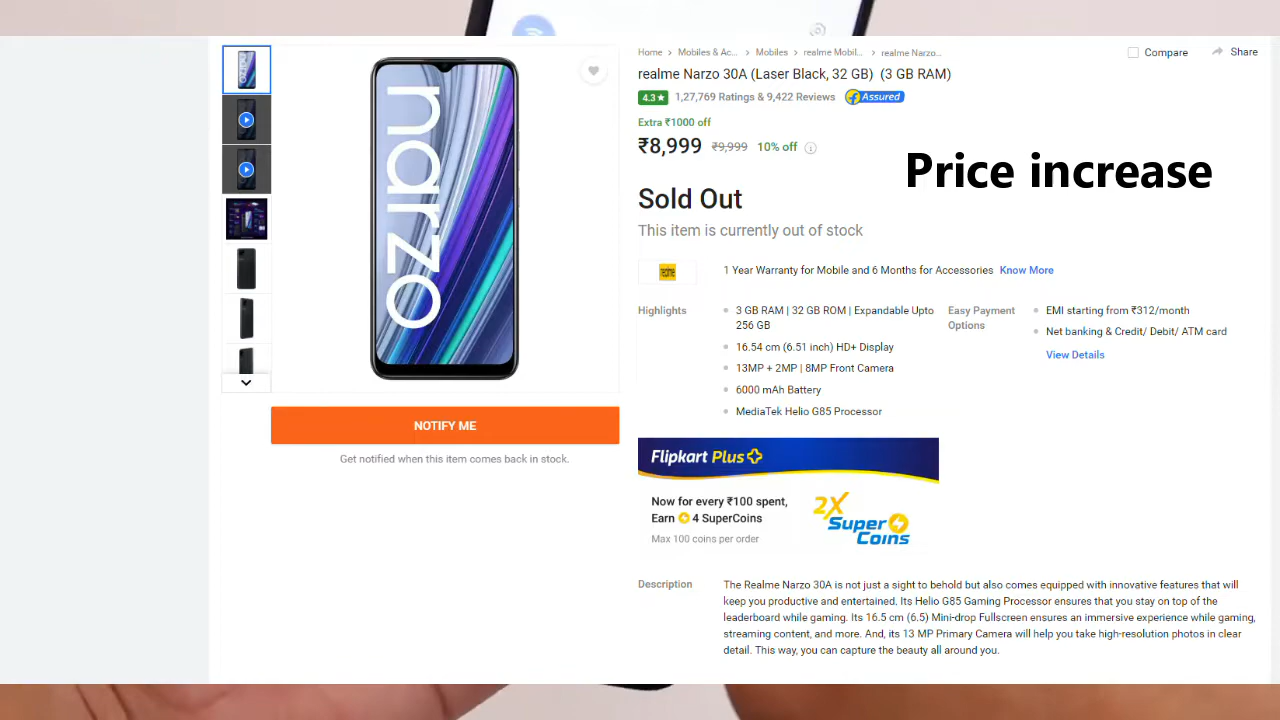 Home > Mobiles & Ac... > Mobiles > realme Mobil... > realme Narzo...
Compare
Share
realme Narzo 30A (Laser Black, 32 GB) (3 GB RAM)
4.3★ 1,27,769 Ratings & 9,422 Reviews Assured
Extra ₹1000 off
₹8,999 ₹9,999 10% off
Price increase
narzo
Sold Out
This item is currently out of stock
realme
1 Year Warranty for Mobile and 6 Months for Accessories Know More
Highlights
3 GB RAM | 32 GB ROM | Expandable Upto
256 GB
16.54 cm (6.51 inch) HD+ Display
13MP + 2MP | 8MP Front Camera
6000 mAh Battery
MediaTek Helio G85 Processor
Easy Payment
Options
EMI starting from ₹312/month
Net banking & Credit/ Debit/ ATM card
View Details
NOTIFY ME
Get notified when this item comes back in stock.
Flipkart Plus
Now for every ₹100 spent,
Earn 4 SuperCoins
Max 100 coins per order
2X
Super
Coins
Description
The Realme Narzo 30A is not just a sight to behold but also comes equipped with innovative features that will
keep you productive and entertained. Its Helio G85 Gaming Processor ensures that you stay on top of the
leaderboard while gaming. Its 16.5 cm (6.5) Mini-drop Fullscreen ensures an immersive experience while gaming,
streaming content, and more. And, its 13 MP Primary Camera will help you take high-resolution photos in clear
detail. This way, you can capture the beauty all around you.